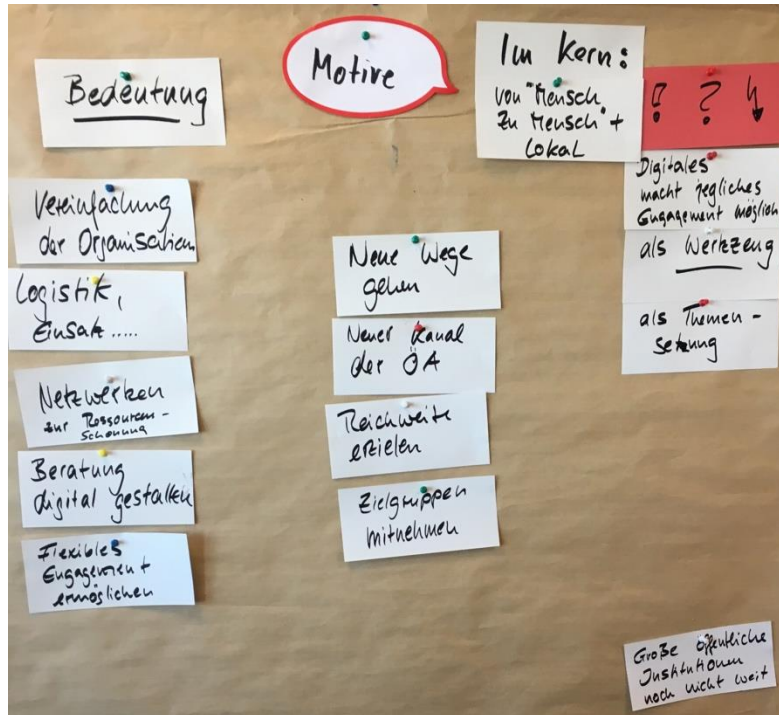 Bedeutung
Vereinfachung
der Organisation
Logistik,
Einsatz.....
Netzwerken
zur Ressourcen-
schonung
Beratung
digital gestalten
Flexibles
Engagement
ermöglichen
Motive
Neue Wege
gehen
Neuer Kanal
der ÖA
Reichweite
erzielen
Zielgruppen
mitnehmen
Im Kern:
von "Mensch
zu Mensch" +
Lokal
! ?
Digitales
macht jegliches
Engagement möglich
als Werkzeug
als Themen-
setzung
Große öffentliche
Institutionen
noch nicht weit